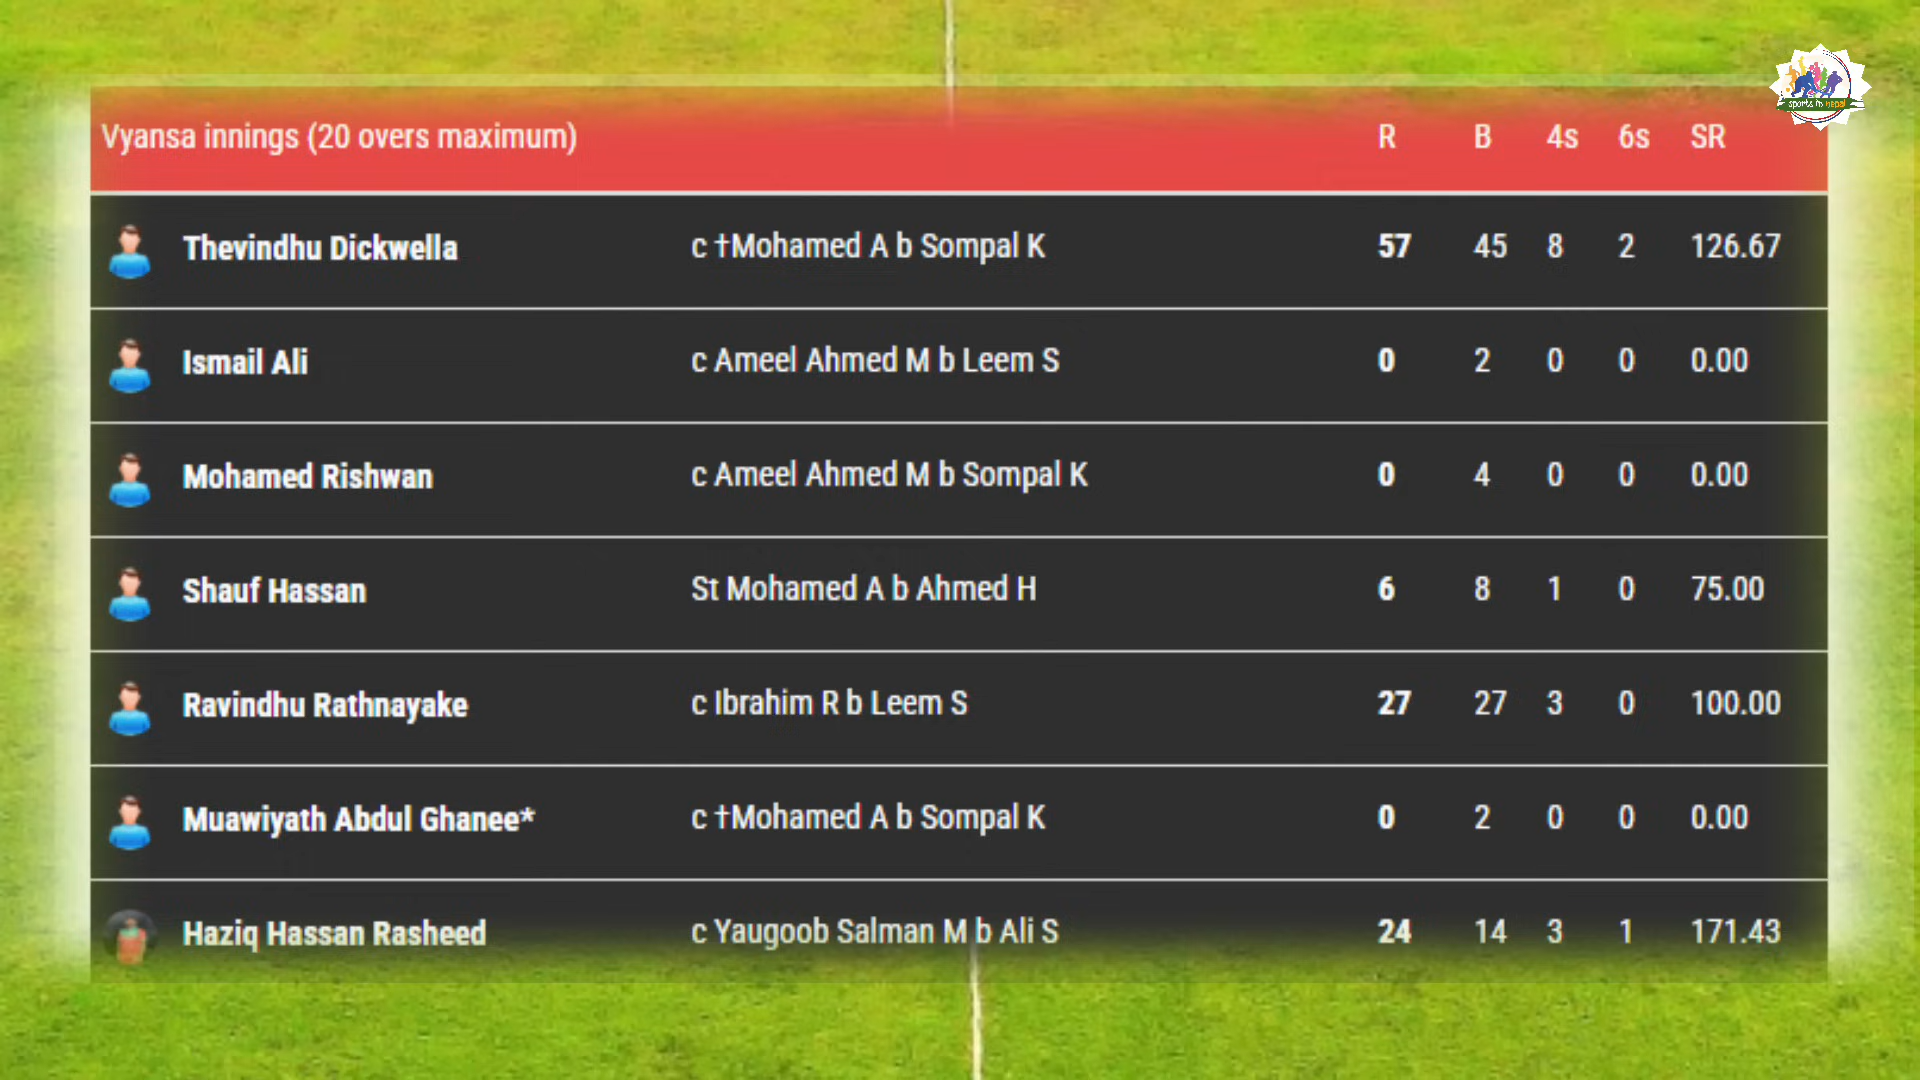 sports in nepal
Vyansa innings (20 overs maximum) R B 4s 6s SR
Thevindhu Dickwella c †Mohamed A b Sompal K 57 45 8 2 126.67
Ismail Ali c Ameel Ahmed M b Leem S 0 2 0 0 0.00
Mohamed Rishwan c Ameel Ahmed M b Sompal K 0 4 0 0 0.00
Shauf Hassan St Mohamed A b Ahmed H 6 8 1 0 75.00
Ravindhu Rathnayake c Ibrahim R b Leem S 27 27 3 0 100.00
Muawiyath Abdul Ghanee* c †Mohamed A b Sompal K 0 2 0 0 0.00
Haziq Hassan Rasheed c Yaugoob Salman M b Ali S 24 14 3 1 171.43